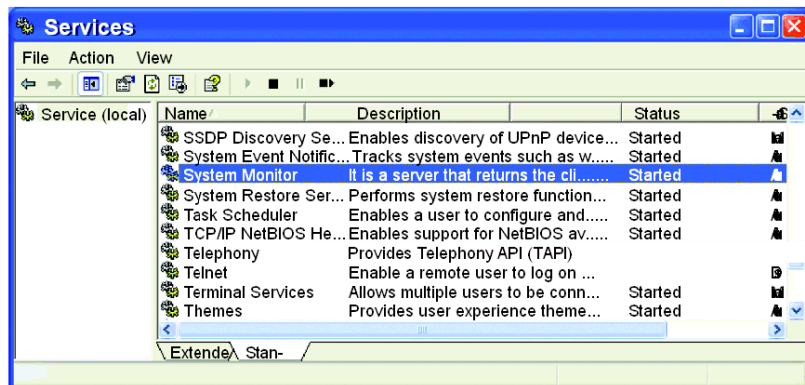 Services
File Action View
Service (local)
Name Description Status
SSDP Discovery Se... Enables discovery of UPnP device... Started
System Event Notific... Tracks system events such as w..... Started
System Monitor It is a server that returns the cli....... Started
System Restore Ser... Performs system restore function... Started
Task Scheduler Enables a user to configure and..... Started
TCP/IP NetBIOS He... Enables support for NetBIOS av..... Started
Telephony Provides Telephony API (TAPI)
Telnet Enable a remote user to log on ...
Terminal Services Allows multiple users to be conn... Started
Themes Provides user experience theme... Started
Extende Stan-